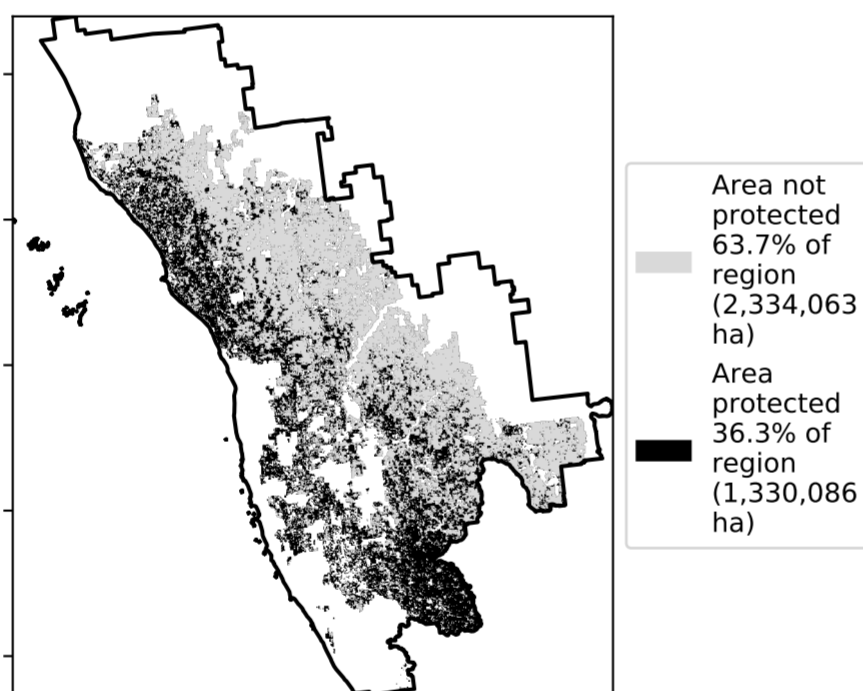 Area not
protected
63.7% of
region
(2,334,063
ha)
Area
protected
36.3% of
region
(1,330,086
ha)